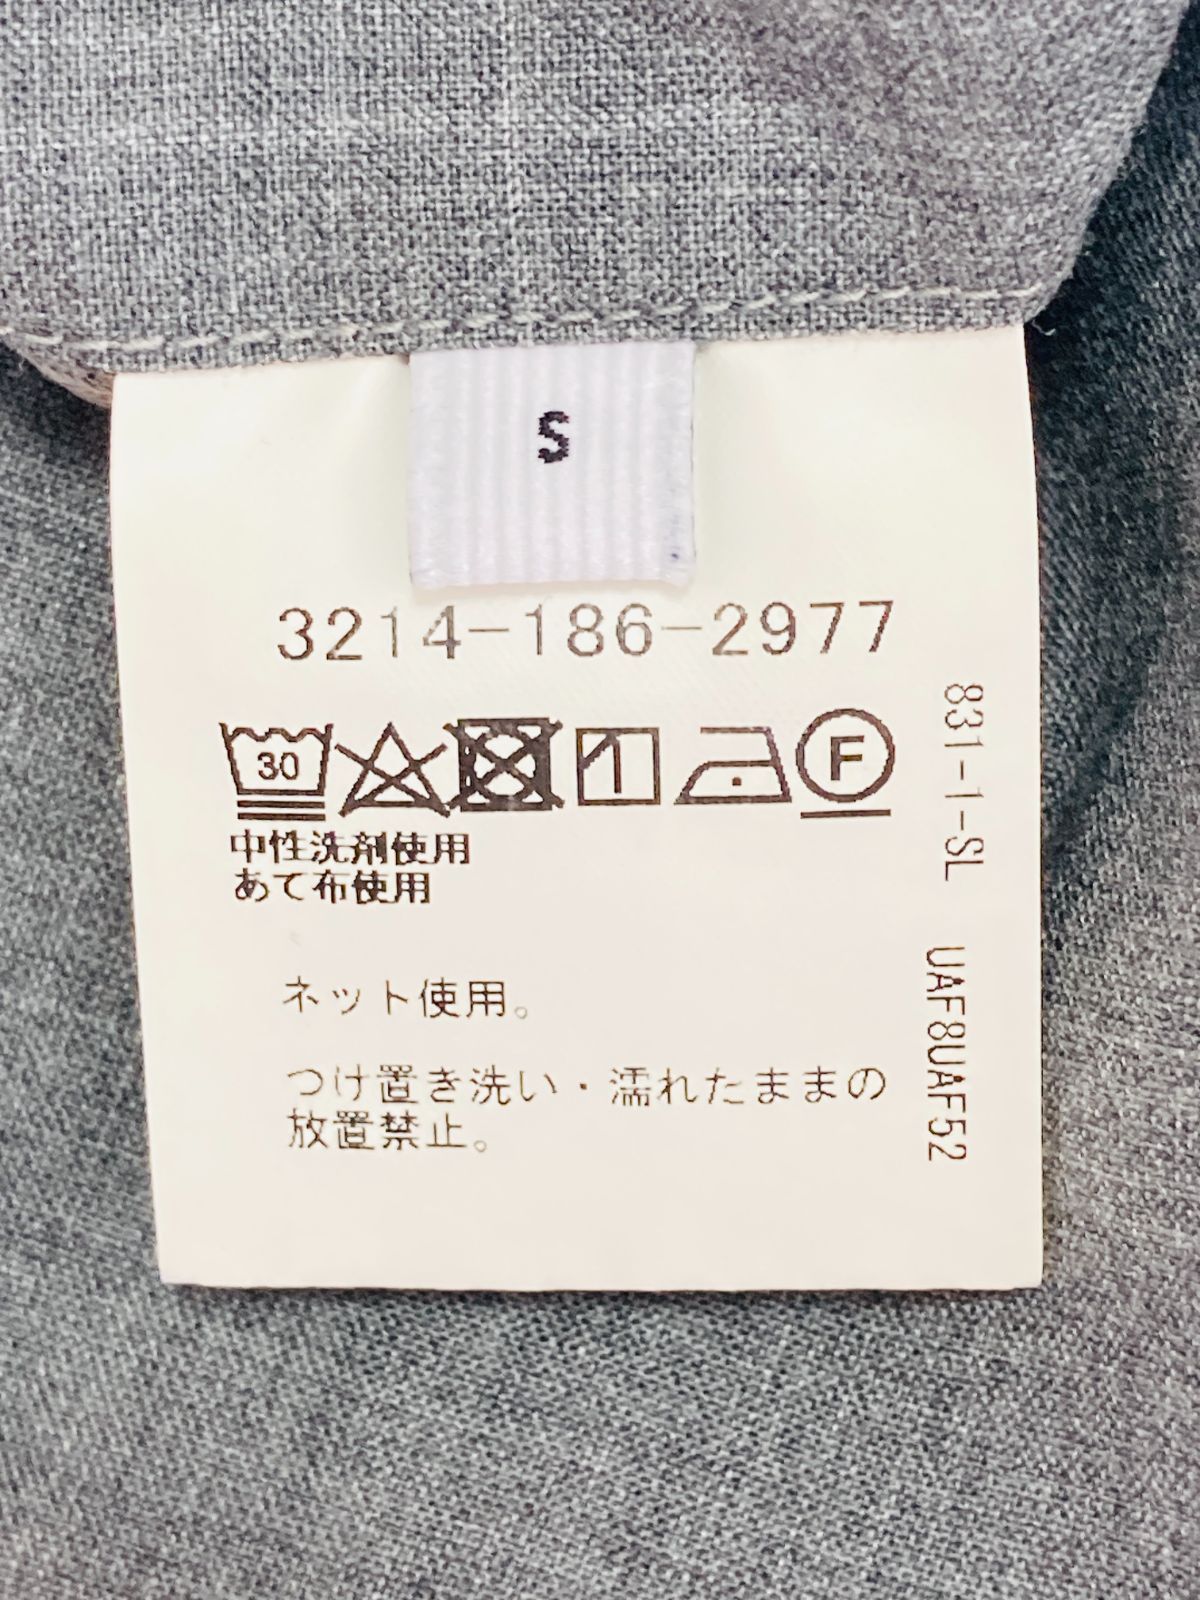 S
3214-186-2977
30
F
中性洗剤使用
あて布使用
ネット使用。
つけ置き洗い・濡れたままの
放置禁止。
831-1-SL UAF8UAF52